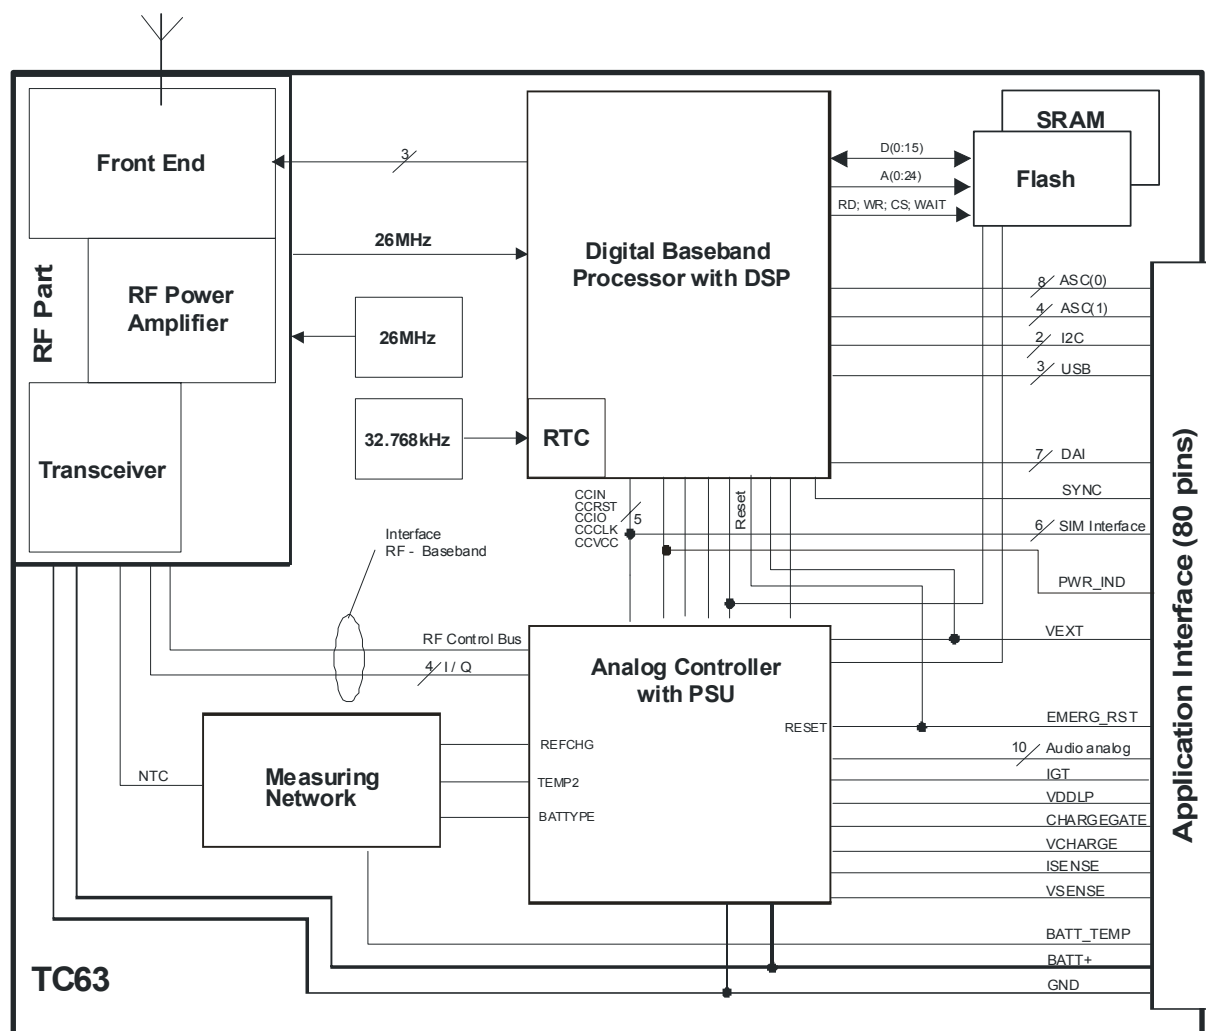 SRAM
Flash
Front End
3
D(0:15)
A(0:24)
RD; WR; CS; WAIT
26MHz
Digital Baseband
Processor with DSP
RF Part
RF Power
Amplifier
26MHz
8 ASC(0)
4 ASC(1)
2 I2C
3 USB
32.768kHz
RTC
Transceiver
7 DAI
SYNC
CCIN
CCRST
CCIO
CCCLK
CCVCC
5
Reset
6 SIM Interface
Interface
RF - Baseband
PWR_IND
RF Control Bus
4 I / Q
VEXT
Analog Controller
with PSU
Application Interface (80 pins)
RESET
EMERG_RST
REFCHG
10 Audio analog
NTC
Measuring
Network
TEMP2
IGT
VDDLP
BATTYPE
CHARGEGATE
VCHARGE
ISENSE
VSENSE
BATT_TEMP
BATT+
GND
TC63